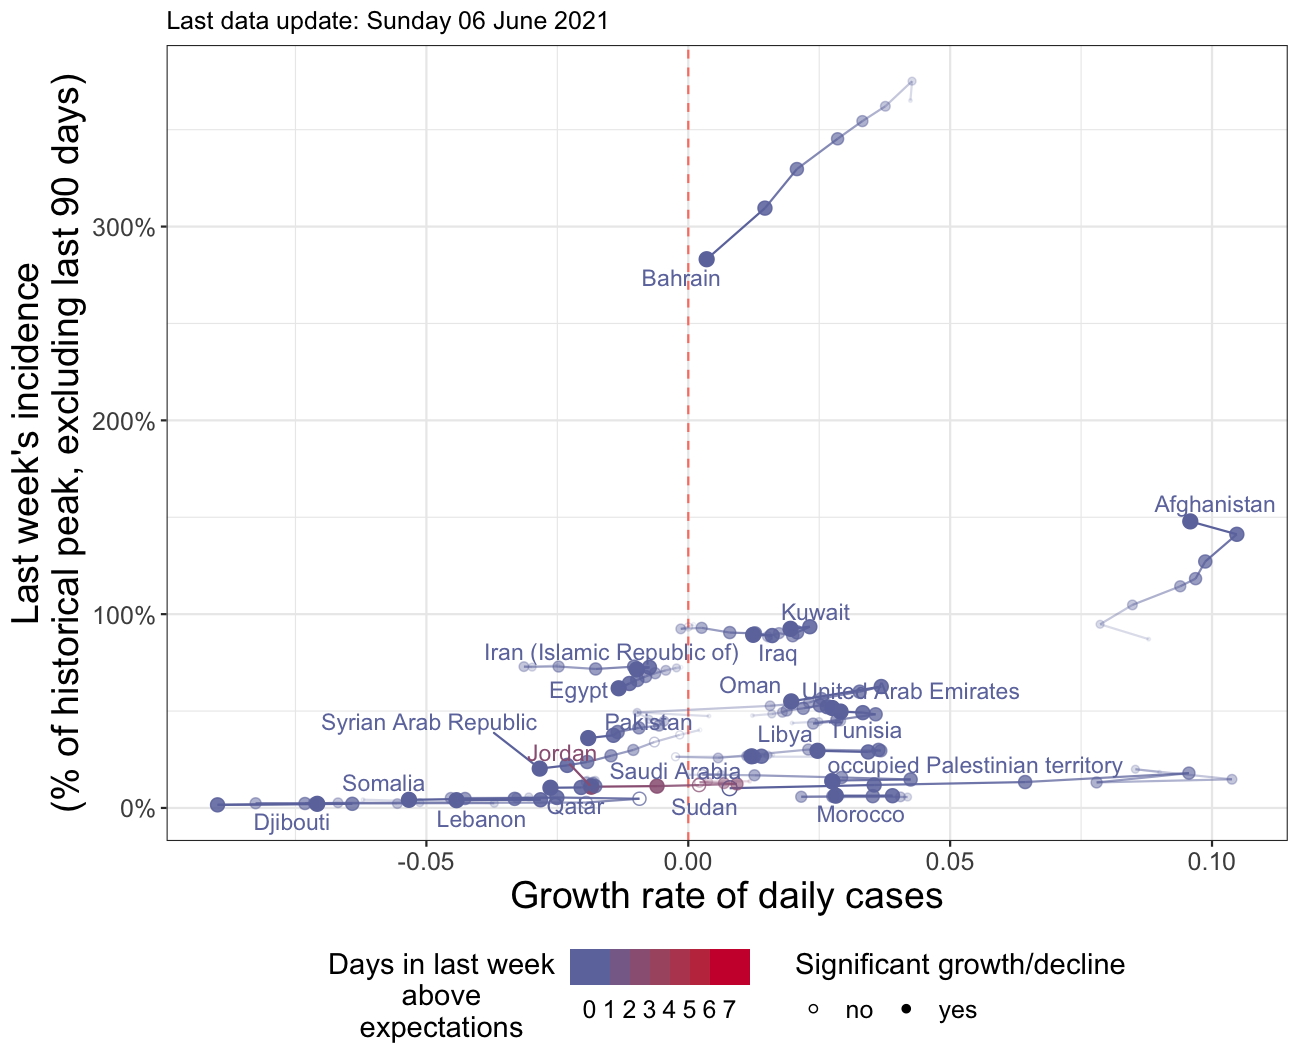 Last data update: Sunday 06 June 2021
Last week's incidence
(% of historical peak, excluding last 90 days)
300%
200%
100%
0%
Bahrain
Afghanistan
Kuwait
Iran (Islamic Republic of)
Iraq
Egypt
Oman
United Arab Emirates
Syrian Arab Republic
Pakistan
Tunisia
Libya
Jordan
occupied Palestinian territory
Saudi Arabia
Somalia
Qatar
Sudan
Morocco
Djibouti
Lebanon
-0.05
0.00
0.05
0.10
Growth rate of daily cases
Days in last week
above
expectations
0 1 2 3 4 5 6 7
Significant growth/decline
no
yes